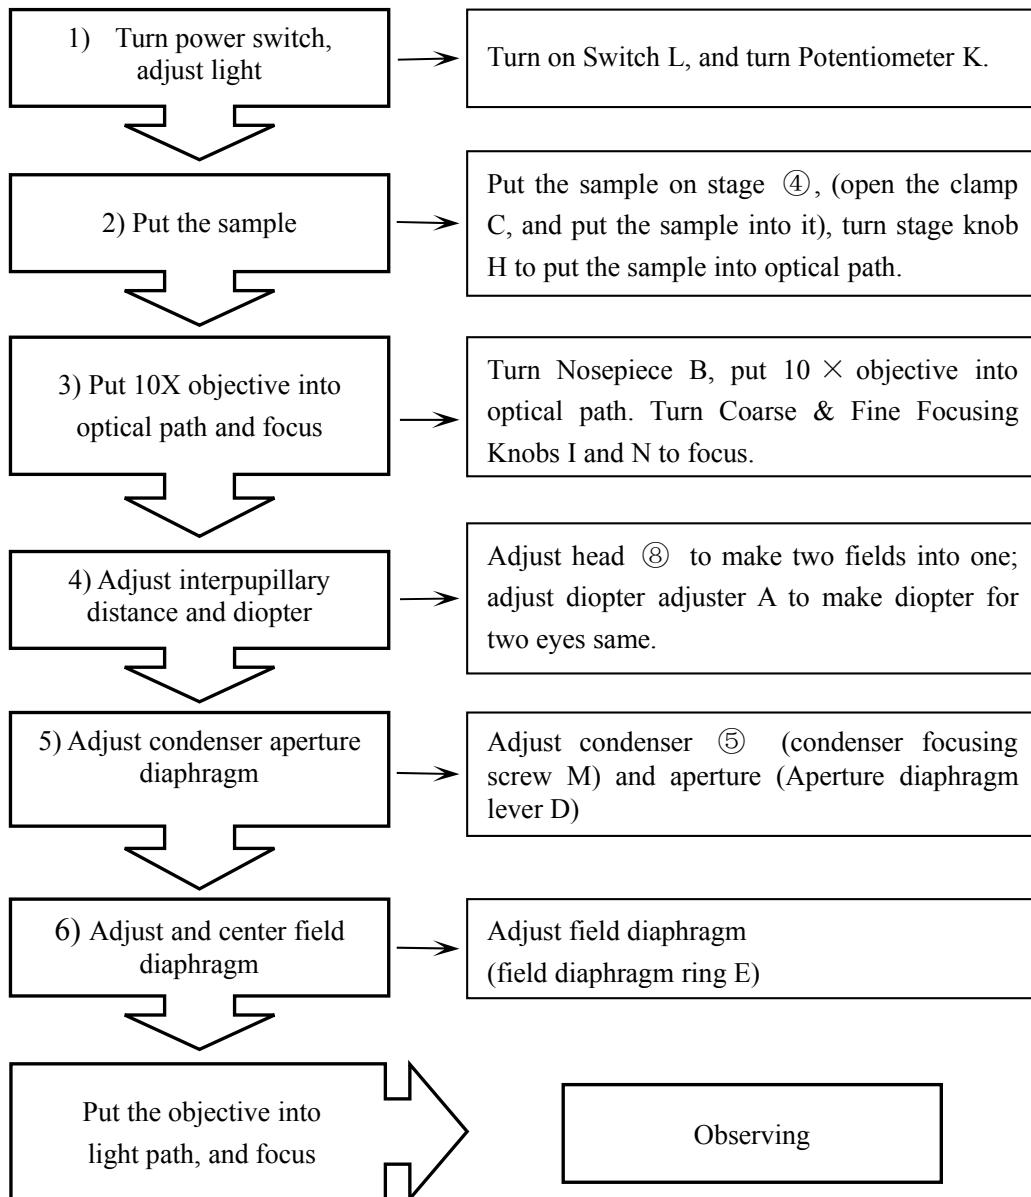 1) Turn power switch,
adjust light
Turn on Switch L, and turn Potentiometer K.
2) Put the sample
Put the sample on stage ④, (open the clamp
C, and put the sample into it), turn stage knob
H to put the sample into optical path.
3) Put 10X objective into
optical path and focus
Turn Nosepiece B, put 10 × objective into
optical path. Turn Coarse & Fine Focusing
Knobs I and N to focus.
4) Adjust interpupillary
distance and diopter
Adjust head ⑧ to make two fields into one;
adjust diopter adjuster A to make diopter for
two eyes same.
5) Adjust condenser aperture
diaphragm
Adjust condenser ⑤ (condenser focusing
screw M) and aperture (Aperture diaphragm
lever D)
6) Adjust and center field
diaphragm
Adjust field diaphragm
(field diaphragm ring E)
Put the objective into
light path, and focus
Observing